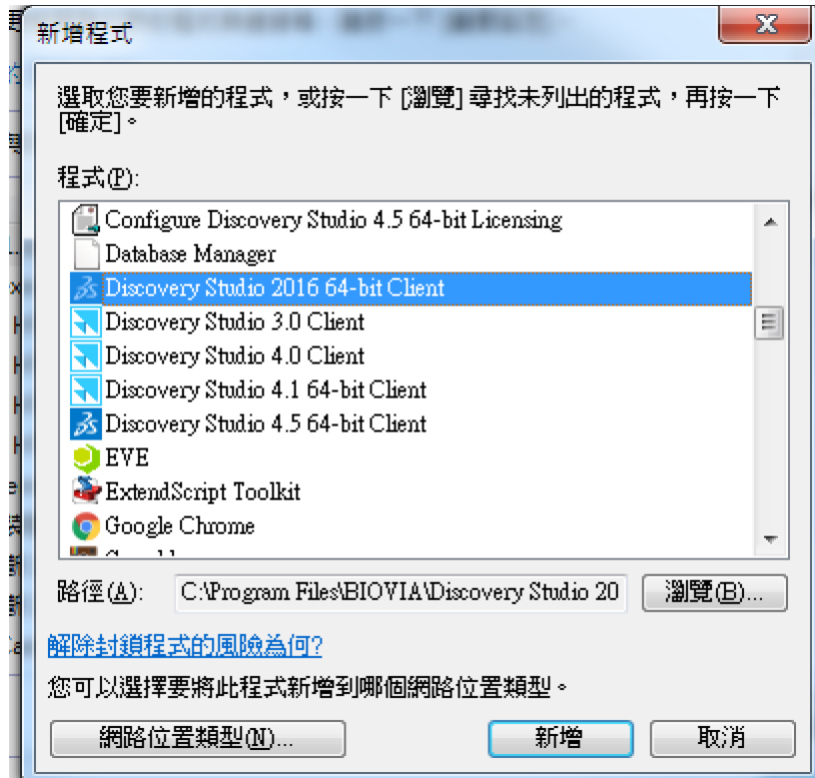 新增程式
選取您要新增的程式，或按一下 [瀏覽] 尋找未列出的程式，再按一下
[確定]。
程式(P):
Configure Discovery Studio 4.5 64-bit Licensing
Database Manager
Discovery Studio 2016 64-bit Client
Discovery Studio 3.0 Client
Discovery Studio 4.0 Client
Discovery Studio 4.1 64-bit Client
Discovery Studio 4.5 64-bit Client
EVE
ExtendScript Toolkit
Google Chrome
路徑(A): C:\Program Files\BIOVIA\Discovery Studio 20 瀏覽(B)...
解除封鎖程式的風險為何?
您可以選擇要將此程式新增到哪個網路位置類型。
網路位置類型(N)... 新增 取消